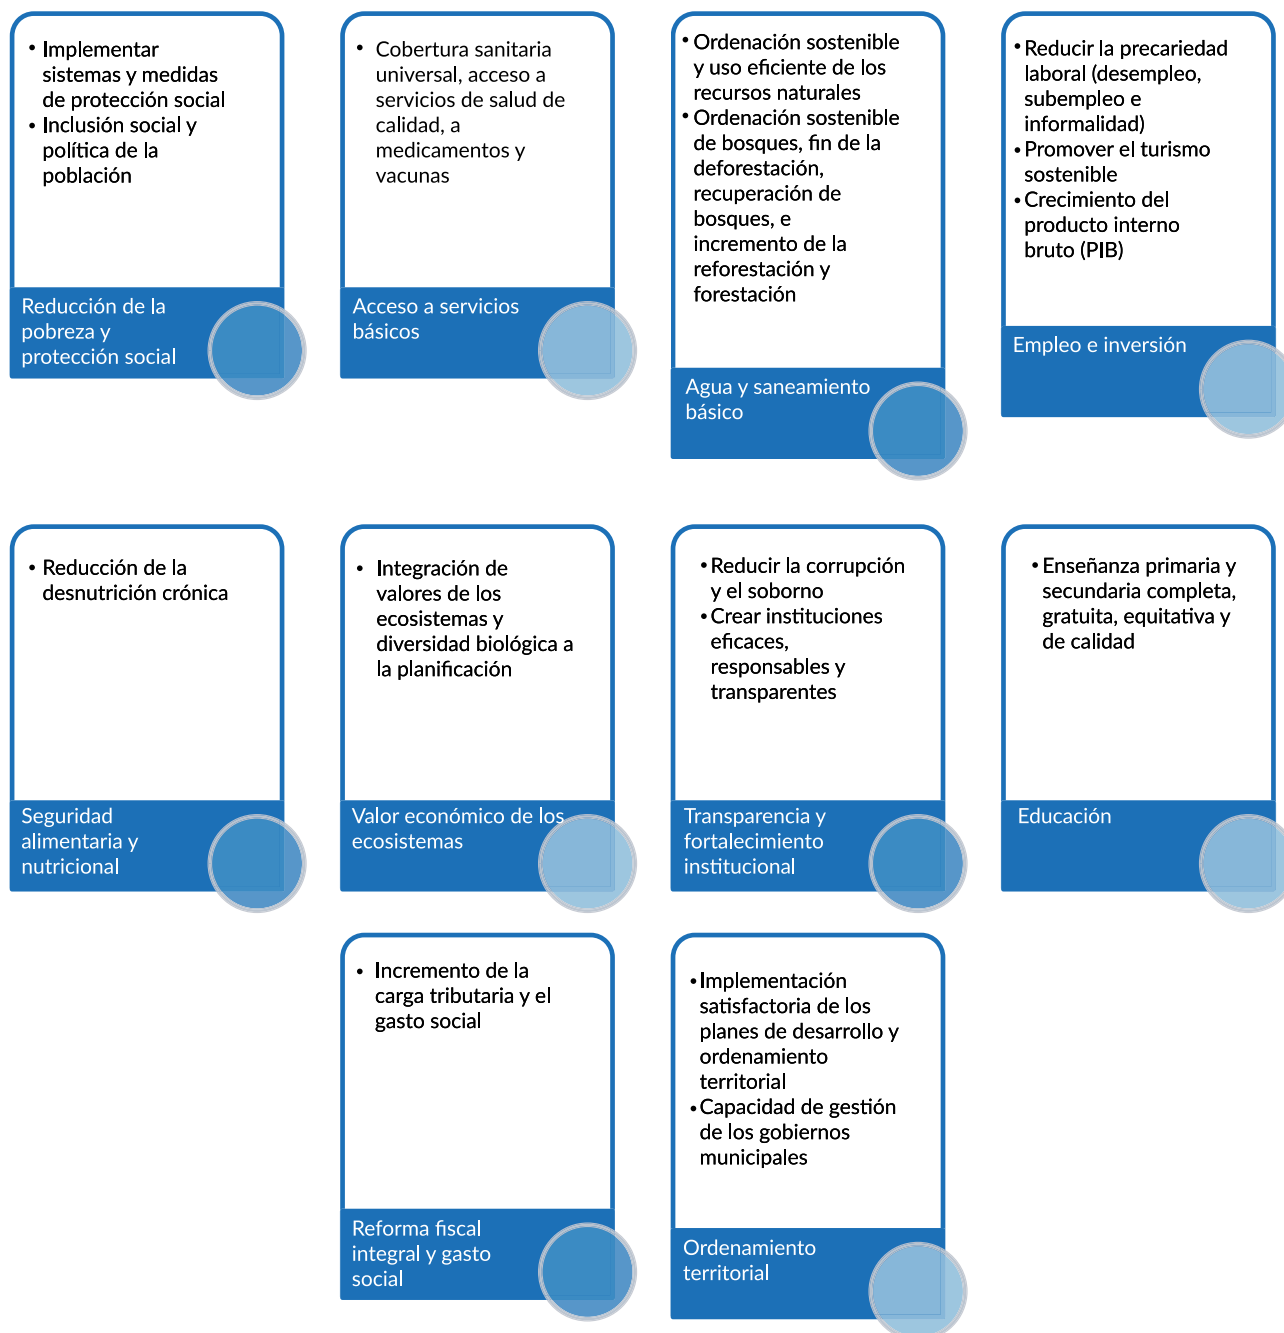 • Implementar
sistemas y medidas
de protección social
• Inclusión social y
política de la
población
Reducción de la
pobreza y
protección social
• Cobertura sanitaria
universal, acceso a
servicios de salud de
calidad, a
medicamentos y
vacunas
Acceso a servicios
básicos
• Ordenación sostenible
y uso eficiente de los
recursos naturales
• Ordenación sostenible
de bosques, fin de la
deforestación,
recuperación de
bosques, e
incremento de la
reforestación y
forestación
Agua y saneamiento
básico
• Reducir la precariedad
laboral (desempleo,
subempleo e
informalidad)
• Promover el turismo
sostenible
• Crecimiento del
producto interno
bruto (PIB)
Empleo e inversión
• Reducción de la
desnutrición crónica
Seguridad
alimentaria y
nutricional
• Integración de
valores de los
ecosistemas y
diversidad biológica a
la planificación
Valor económico de los
ecosistemas
• Reducir la corrupción
y el soborno
• Crear instituciones
eficaces,
responsables y
transparentes
Transparencia y
fortalecimiento
institucional
• Enseñanza primaria y
secundaria completa,
gratuita, equitativa y
de calidad
Educación
• Incremento de la
carga tributaria y el
gasto social
Reforma fiscal
integral y gasto
social
• Implementación
satisfactoria de los
planes de desarrollo y
ordenamiento
territorial
• Capacidad de gestión
de los gobiernos
municipales
Ordenamiento
territorial